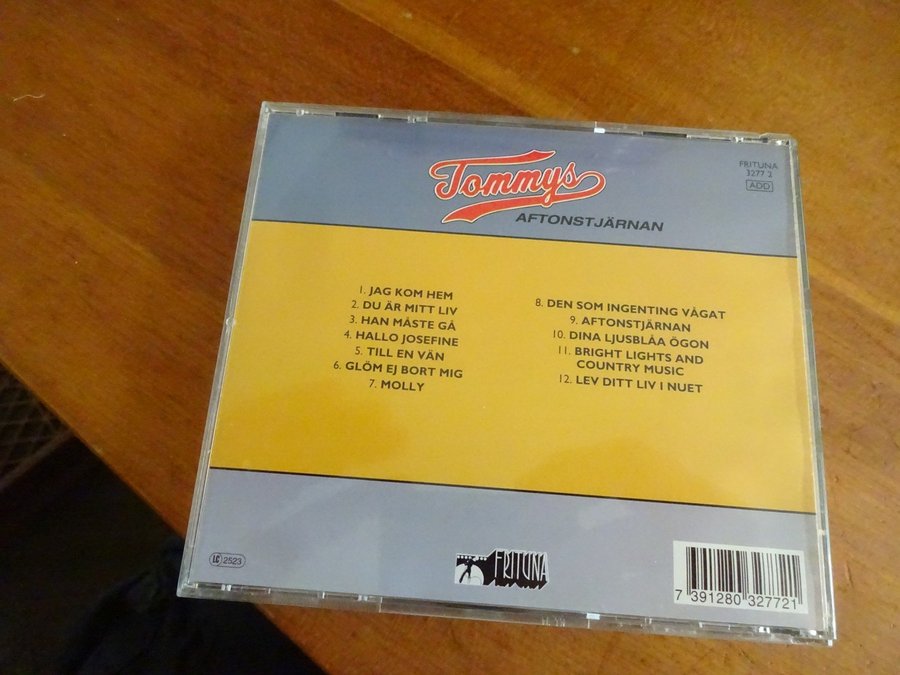 Tommys
AFTONSTJÄRNAN
FRITUNA
3277 2
ADD
1. JAG KOM HEM
2. DU ÄR MITT LIV
3. HAN MÅSTE GÅ
4. HALLO JOSEFINE
5. TILL EN VÄN
6. GLÖM EJ BORT MIG
7. MOLLY
8. DEN SOM INGENTING VÅGAT
9. AFTONSTJÄRNAN
10. DINA LJUSBLÅA ÖGON
11. BRIGHT LIGHTS AND
COUNTRY MUSIC
12. LEV DITT LIV I NUET
LC 2523
FRITUNA
7 391280 327721